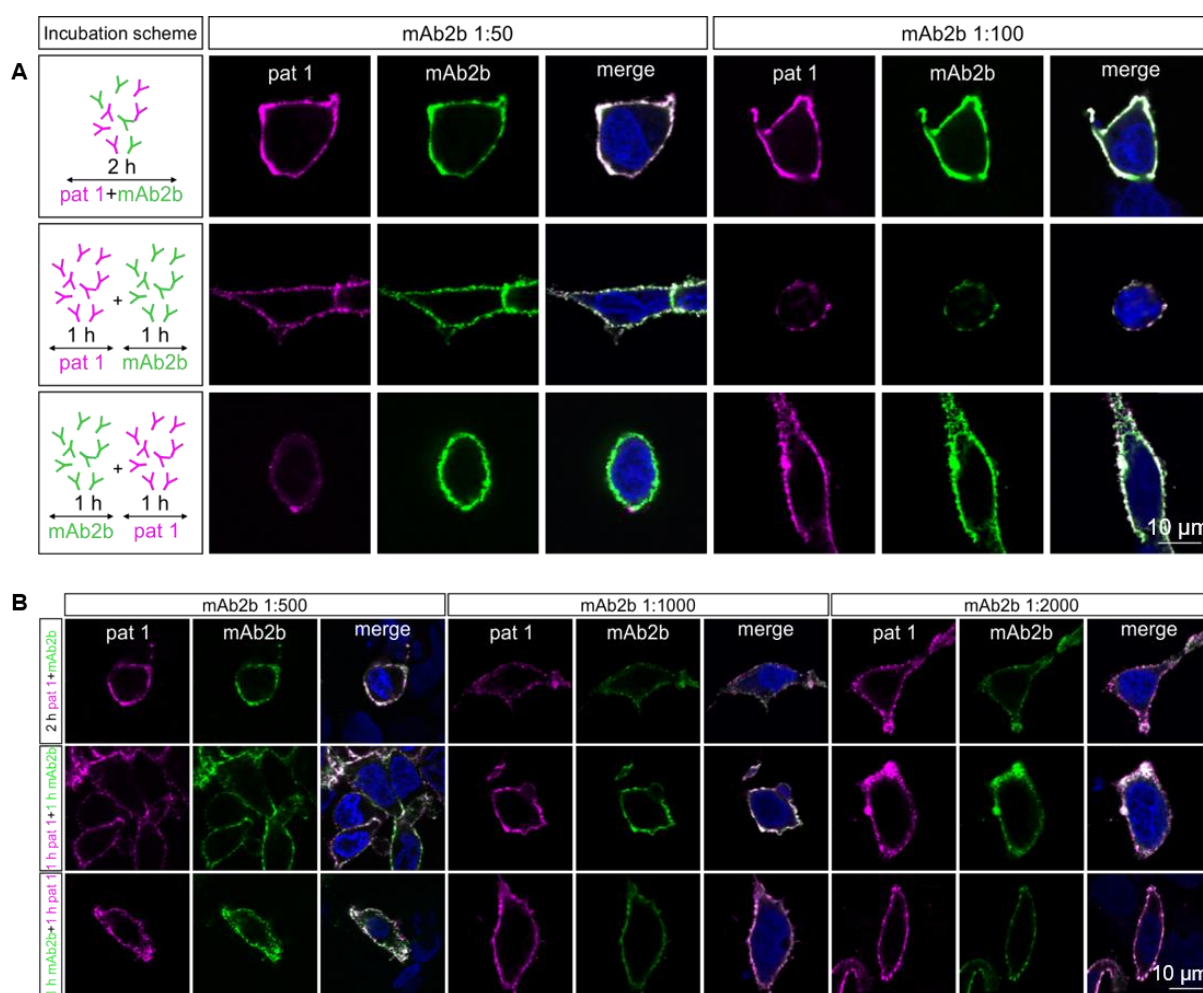 Incubation scheme
mAb2b 1:50
mAb2b 1:100
A
pat 1
mAb2b
merge
pat 1
mAb2b
merge
2 h
pat 1+mAb2b
+
1 h
1 h
pat 1
mAb2b
+
1 h
1 h
mAb2b
pat 1
10 µm
B
mAb2b 1:500
mAb2b 1:1000
mAb2b 1:2000
pat 1
mAb2b
merge
pat 1
mAb2b
merge
pat 1
mAb2b
merge
2 h pat 1+mAb2b
1 h pat 1+1 h mAb2b
1 h mAb2b+1 h pat 1
10 µm